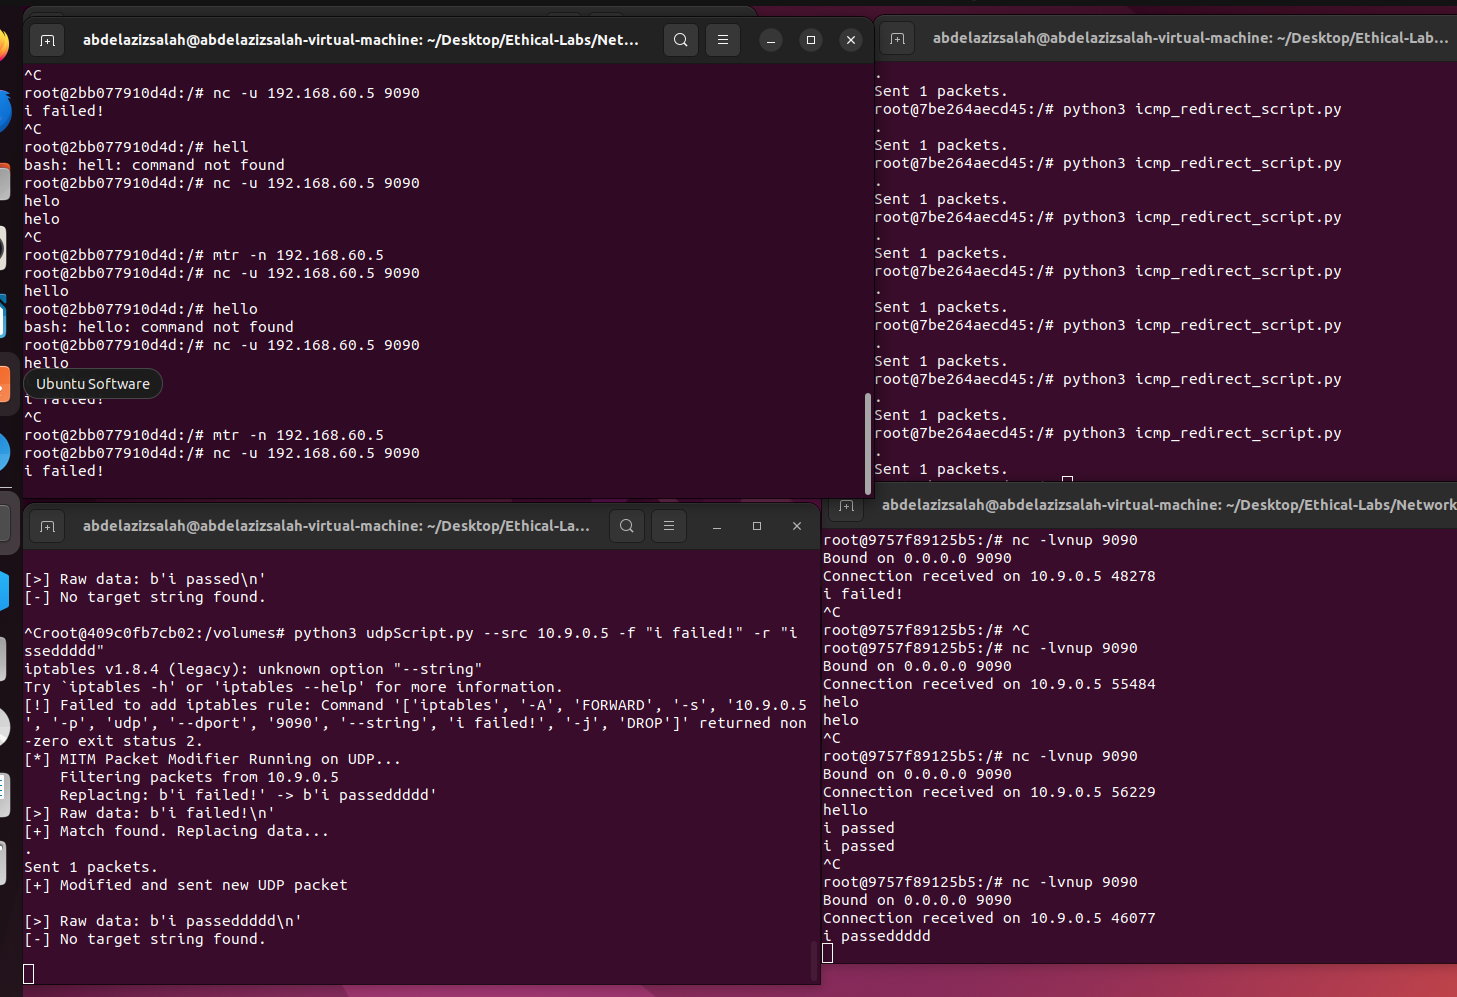 abdelazizsalah@abdelazizsalah-virtual-machine: ~/Desktop/Ethical-Labs/Net...
^C
root@2bb077910d4d:/# nc -u 192.168.60.5 9090
i failed!
^C
root@2bb077910d4d:/# hell
bash: hell: command not found
root@2bb077910d4d:/# nc -u 192.168.60.5 9090
helo
helo
^C
root@2bb077910d4d:/# mtr -n 192.168.60.5
root@2bb077910d4d:/# nc -u 192.168.60.5 9090
hello
root@2bb077910d4d:/# hello
bash: hello: command not found
root@2bb077910d4d:/# nc -u 192.168.60.5 9090
hello
Ubuntu Software
i failed!
^C
root@2bb077910d4d:/# mtr -n 192.168.60.5
root@2bb077910d4d:/# nc -u 192.168.60.5 9090
i failed!
abdelazizsalah@abdelazizsalah-virtual-machine: ~/Desktop/Ethical-Lab...
.
Sent 1 packets.
root@7be264aecd45:/# python3 icmp_redirect_script.py
.
Sent 1 packets.
root@7be264aecd45:/# python3 icmp_redirect_script.py
.
Sent 1 packets.
root@7be264aecd45:/# python3 icmp_redirect_script.py
.
Sent 1 packets.
root@7be264aecd45:/# python3 icmp_redirect_script.py
.
Sent 1 packets.
root@7be264aecd45:/# python3 icmp_redirect_script.py
.
Sent 1 packets.
root@7be264aecd45:/# python3 icmp_redirect_script.py
.
Sent 1 packets.
root@7be264aecd45:/# python3 icmp_redirect_script.py
.
Sent 1 packets.
abdelazizsalah@abdelazizsalah-virtual-machine: ~/Desktop/Ethical-La...
[>] Raw data: b'i passed\n'
[-] No target string found.
^Croot@409c0fb7cb02:/volumes# python3 udpScript.py --src 10.9.0.5 -f "i failed!" -r "i
sseddddd"
iptables v1.8.4 (legacy): unknown option "--string"
Try `iptables -h' or 'iptables --help' for more information.
[!] Failed to add iptables rule: Command '['iptables', '-A', 'FORWARD', '-s', '10.9.0.5
', '-p', 'udp', '--dport', '9090', '--string', 'i failed!', '-j', 'DROP']' returned non
-zero exit status 2.
[*] MITM Packet Modifier Running on UDP...
Filtering packets from 10.9.0.5
Replacing: b'i failed!' -> b'i passeddddd'
[>] Raw data: b'i failed!\n'
[+] Match found. Replacing data...
.
Sent 1 packets.
[+] Modified and sent new UDP packet
[>] Raw data: b'i passeddddd\n'
[-] No target string found.
abdelazizsalah@abdelazizsalah-virtual-machine: ~/Desktop/Ethical-Labs/Network
root@9757f89125b5:/# nc -lvnup 9090
Bound on 0.0.0.0 9090
Connection received on 10.9.0.5 48278
i failed!
^C
root@9757f89125b5:/# ^C
root@9757f89125b5:/# nc -lvnup 9090
Bound on 0.0.0.0 9090
Connection received on 10.9.0.5 55484
helo
helo
^C
root@9757f89125b5:/# nc -lvnup 9090
Bound on 0.0.0.0 9090
Connection received on 10.9.0.5 56229
hello
i passed
i passed
^C
root@9757f89125b5:/# nc -lvnup 9090
Bound on 0.0.0.0 9090
Connection received on 10.9.0.5 46077
i passeddddd